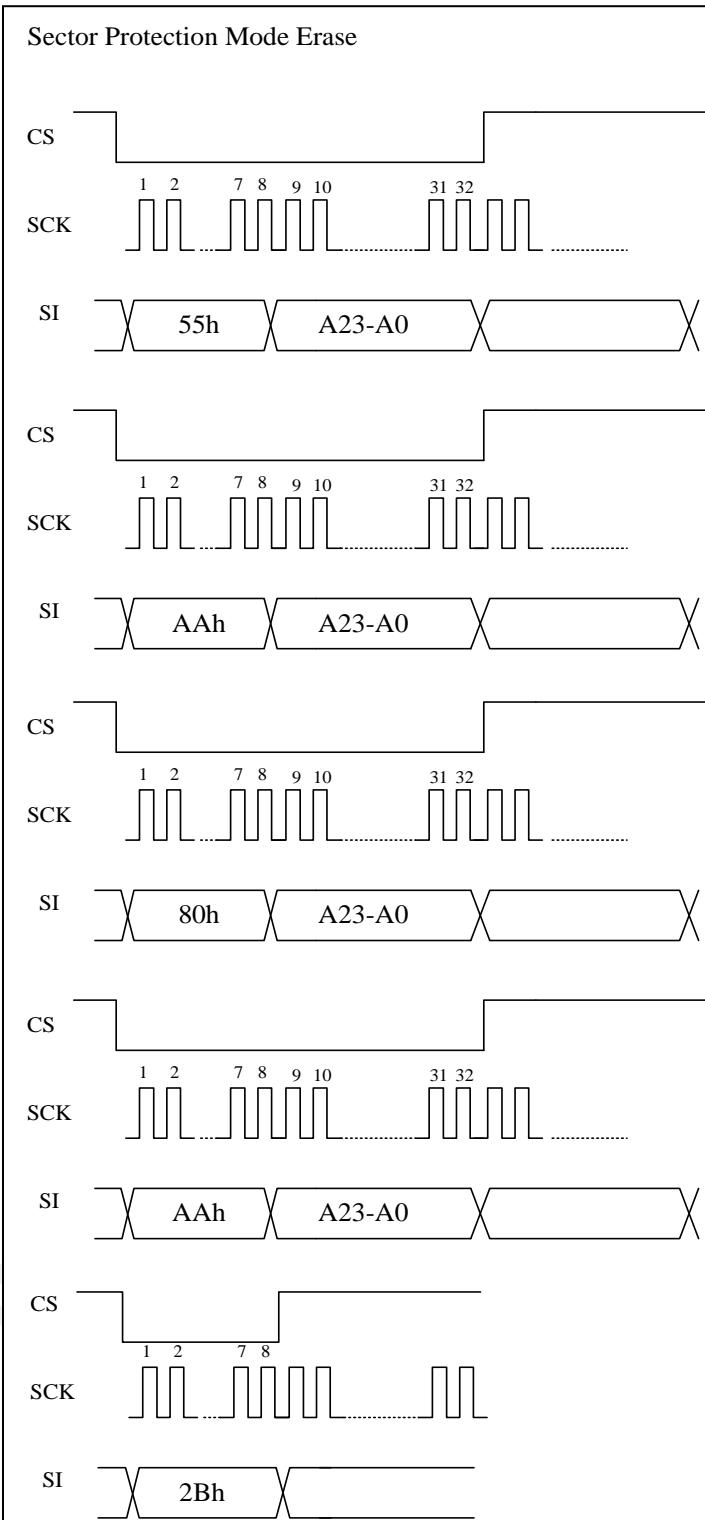 Sector Protection Mode Erase
CS
1 2 7 8 9 10 31 32
SCK
SI 55h A23-A0
CS
1 2 7 8 9 10 31 32
SCK
SI AAh A23-A0
CS
1 2 7 8 9 10 31 32
SCK
SI 80h A23-A0
CS
1 2 7 8 9 10 31 32
SCK
SI AAh A23-A0
CS
1 2 7 8
SCK
SI 2Bh